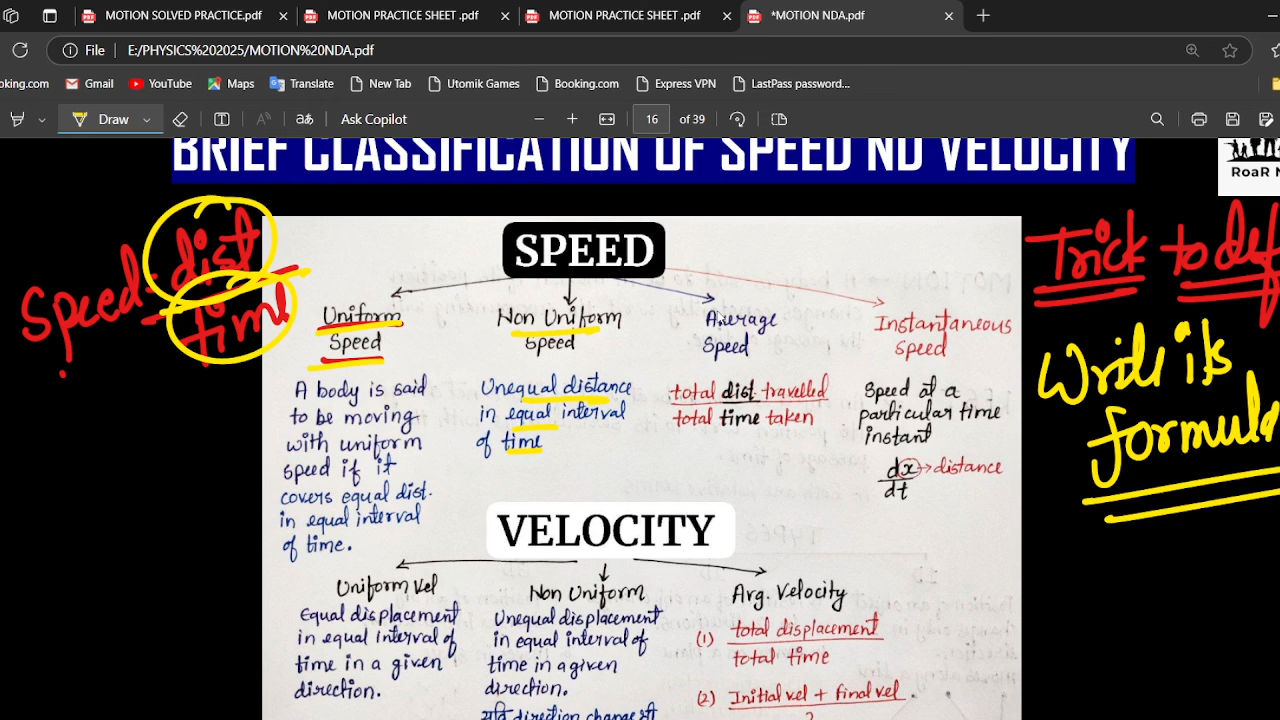 MOTION SOLVED PRACTICE.pdf
MOTION PRACTICE SHEET .pdf
MOTION PRACTICE SHEET .pdf
*MOTION NDA.pdf
File
E:/PHYSICS%202025/MOTION%20NDA.pdf
oking.com
Gmail
YouTube
Maps
Translate
New Tab
Utomik Games
Booking.com
Express VPN
LastPass password...
Draw
Ask Copilot
16 of 39
BRIEF CLASSIFICATION OF SPEED ND VELOCITY
RoaR N
Speed = dist
time
Trick to def
Write its
formula
SPEED
Uniform
Speed
A body is said
to be moving
with uniform
speed if it
covers equal dist.
in equal interval
of time.
Non Uniform
Speed
Unequal distance
in equal interval
of time
Average
Speed
total dist travelled
total time taken
Instantaneous
Speed
Speed at a
particular time
instant
dx → distance
dt
VELOCITY
Uniform Vel
Equal displacement
in equal interval of
time in a given
direction.
Non Uniform
Unequal displacement
in equal interval of
time in a given
direction.
यदि direction change भी
Avg. Velocity
(1) total displacement
total time
(2) Initial vel + final vel
2